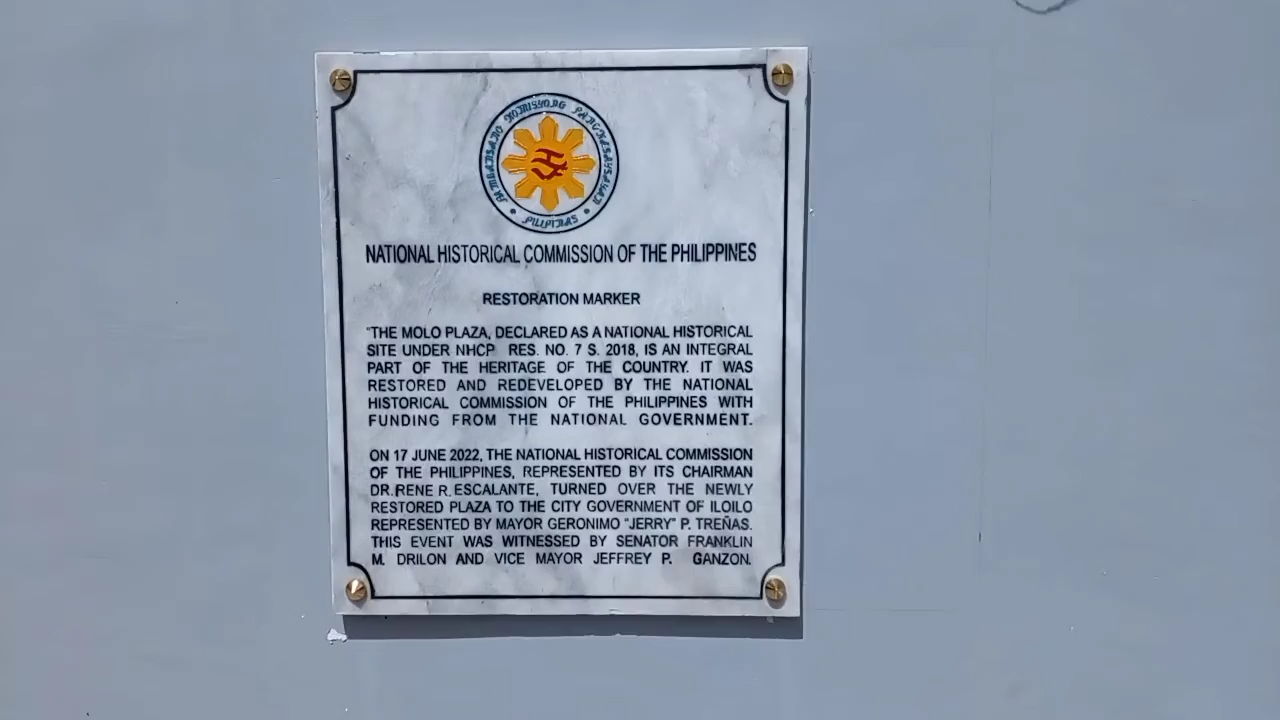 PAMBANSANG KOMISYONG PANGKASAYSAYAN
PILIPINAS
NATIONAL HISTORICAL COMMISSION OF THE PHILIPPINES
RESTORATION MARKER
"THE MOLO PLAZA, DECLARED AS A NATIONAL HISTORICAL
SITE UNDER NHCP RES. NO. 7 S. 2018, IS AN INTEGRAL
PART OF THE HERITAGE OF THE COUNTRY. IT WAS
RESTORED AND REDEVELOPED BY THE NATIONAL
HISTORICAL COMMISSION OF THE PHILIPPINES WITH
FUNDING FROM THE NATIONAL GOVERNMENT.
ON 17 JUNE 2022, THE NATIONAL HISTORICAL COMMISSION
OF THE PHILIPPINES, REPRESENTED BY ITS CHAIRMAN
DR.RENE R. ESCALANTE, TURNED OVER THE NEWLY
RESTORED PLAZA TO THE CITY GOVERNMENT OF ILOILO
REPRESENTED BY MAYOR GERONIMO "JERRY" P. TREÑAS.
THIS EVENT WAS WITNESSED BY SENATOR FRANKLIN
M. DRILON AND VICE MAYOR JEFFREY P. GANZON.